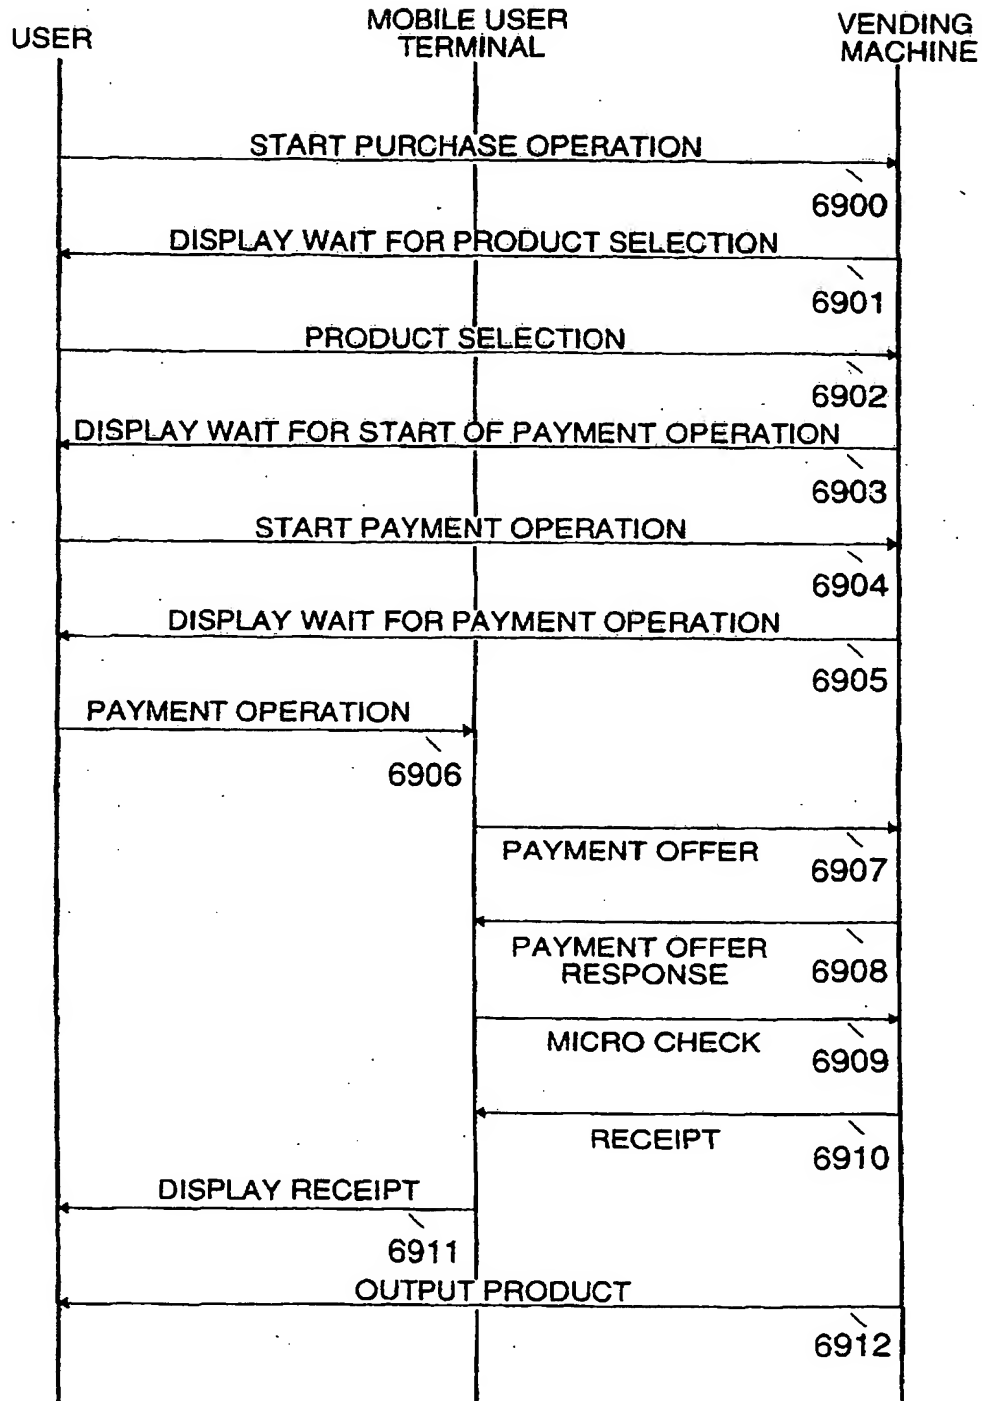 USER
MOBILE USER
TERMINAL
VENDING
MACHINE
START PURCHASE OPERATION
6900
DISPLAY WAIT FOR PRODUCT SELECTION
6901
PRODUCT SELECTION
6902
DISPLAY WAIT FOR START OF PAYMENT OPERATION
6903
START PAYMENT OPERATION
6904
DISPLAY WAIT FOR PAYMENT OPERATION
6905
PAYMENT OPERATION
6906
PAYMENT OFFER
6907
PAYMENT OFFER
RESPONSE
6908
MICRO CHECK
6909
RECEIPT
6910
DISPLAY RECEIPT
6911
OUTPUT PRODUCT
6912